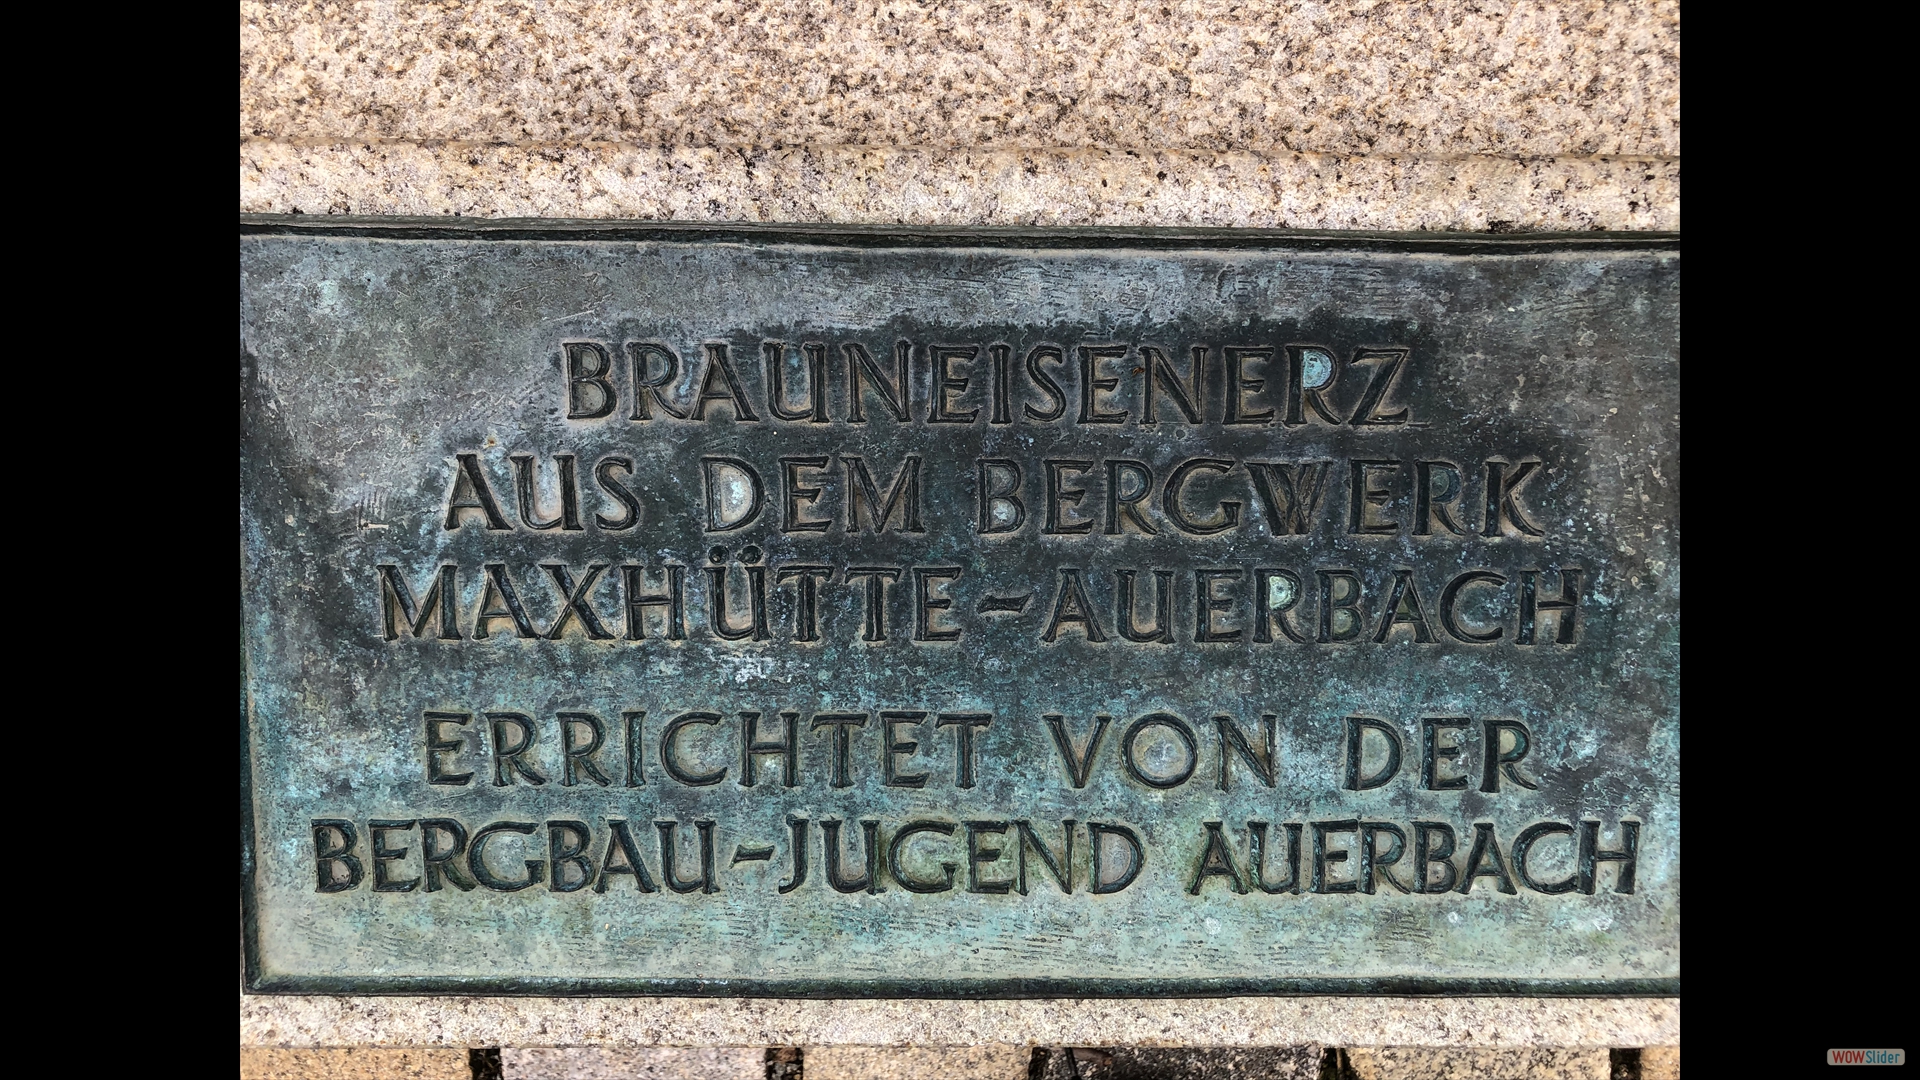 BRAUNEISENERZ
AUS DEM BERGWERK
MAXHÜTTE-AUERBACH
ERRICHTET VON DER
BERGBAU-JUGEND AUERBACH
WOWSlider